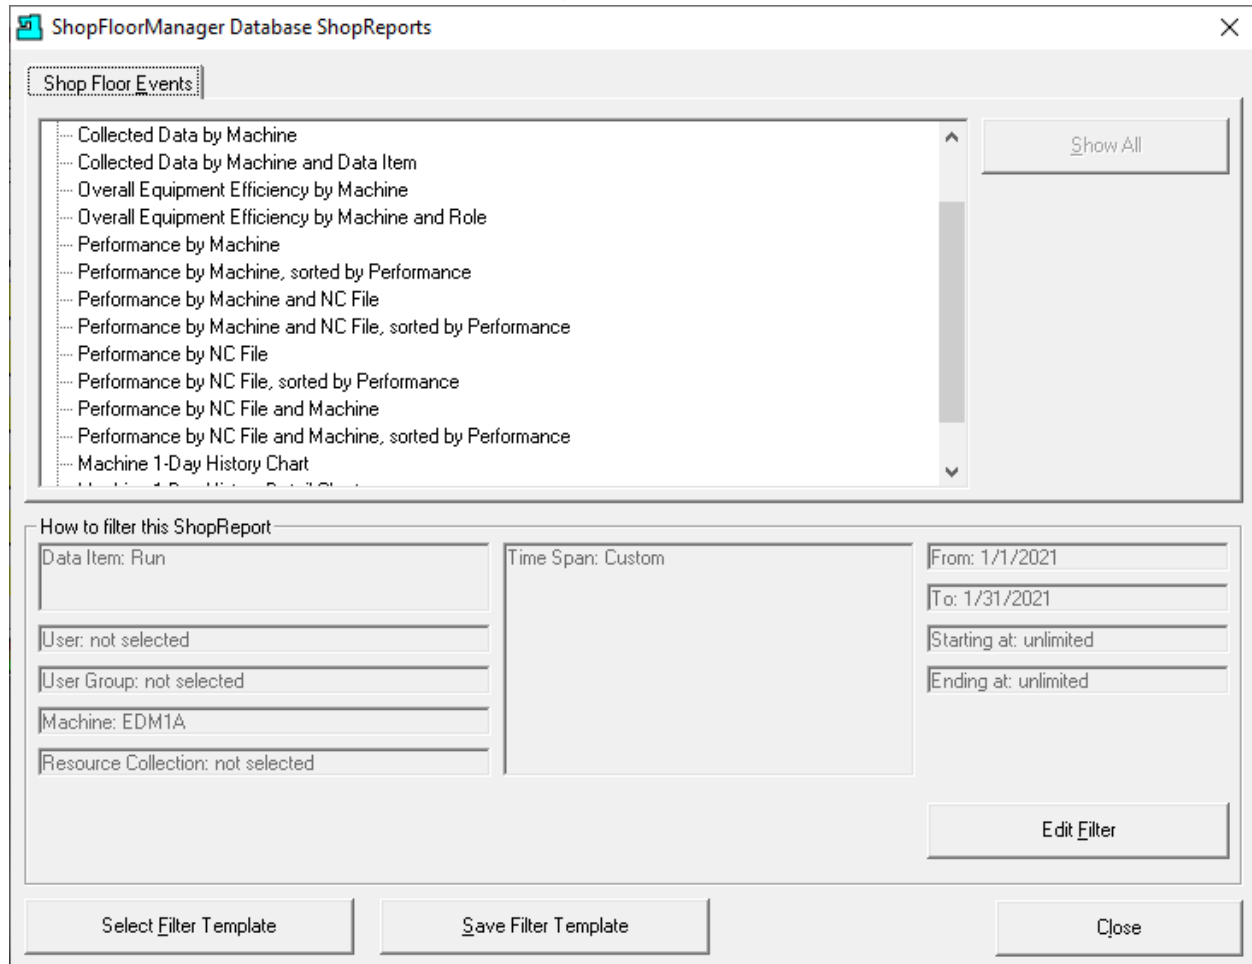 ShopFloorManager Database ShopReports
Shop Floor Events
Collected Data by Machine
Collected Data by Machine and Data Item
Overall Equipment Efficiency by Machine
Overall Equipment Efficiency by Machine and Role
Performance by Machine
Performance by Machine, sorted by Performance
Performance by Machine and NC File
Performance by Machine and NC File, sorted by Performance
Performance by NC File
Performance by NC File, sorted by Performance
Performance by NC File and Machine
Performance by NC File and Machine, sorted by Performance
Machine 1-Day History Chart
Show All
How to filter this ShopReport
Data Item: Run
User: not selected
User Group: not selected
Machine: EDM1A
Resource Collection: not selected
Time Span: Custom
From: 1/1/2021
To: 1/31/2021
Starting at: unlimited
Ending at: unlimited
Edit Filter
Select Filter Template
Save Filter Template
Close